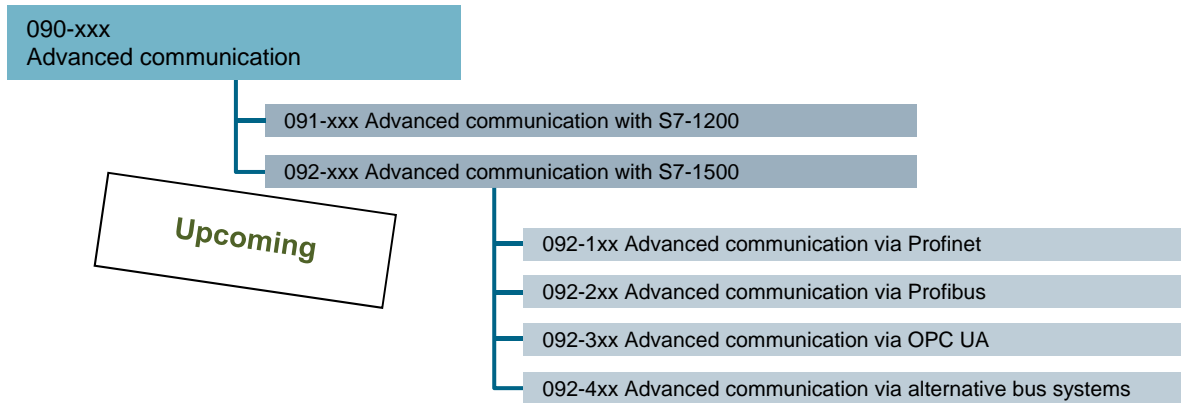 090-xxx
Advanced communication
091-xxx Advanced communication with S7-1200
092-xxx Advanced communication with S7-1500
Upcoming
092-1xx Advanced communication via Profinet
092-2xx Advanced communication via Profibus
092-3xx Advanced communication via OPC UA
092-4xx Advanced communication via alternative bus systems